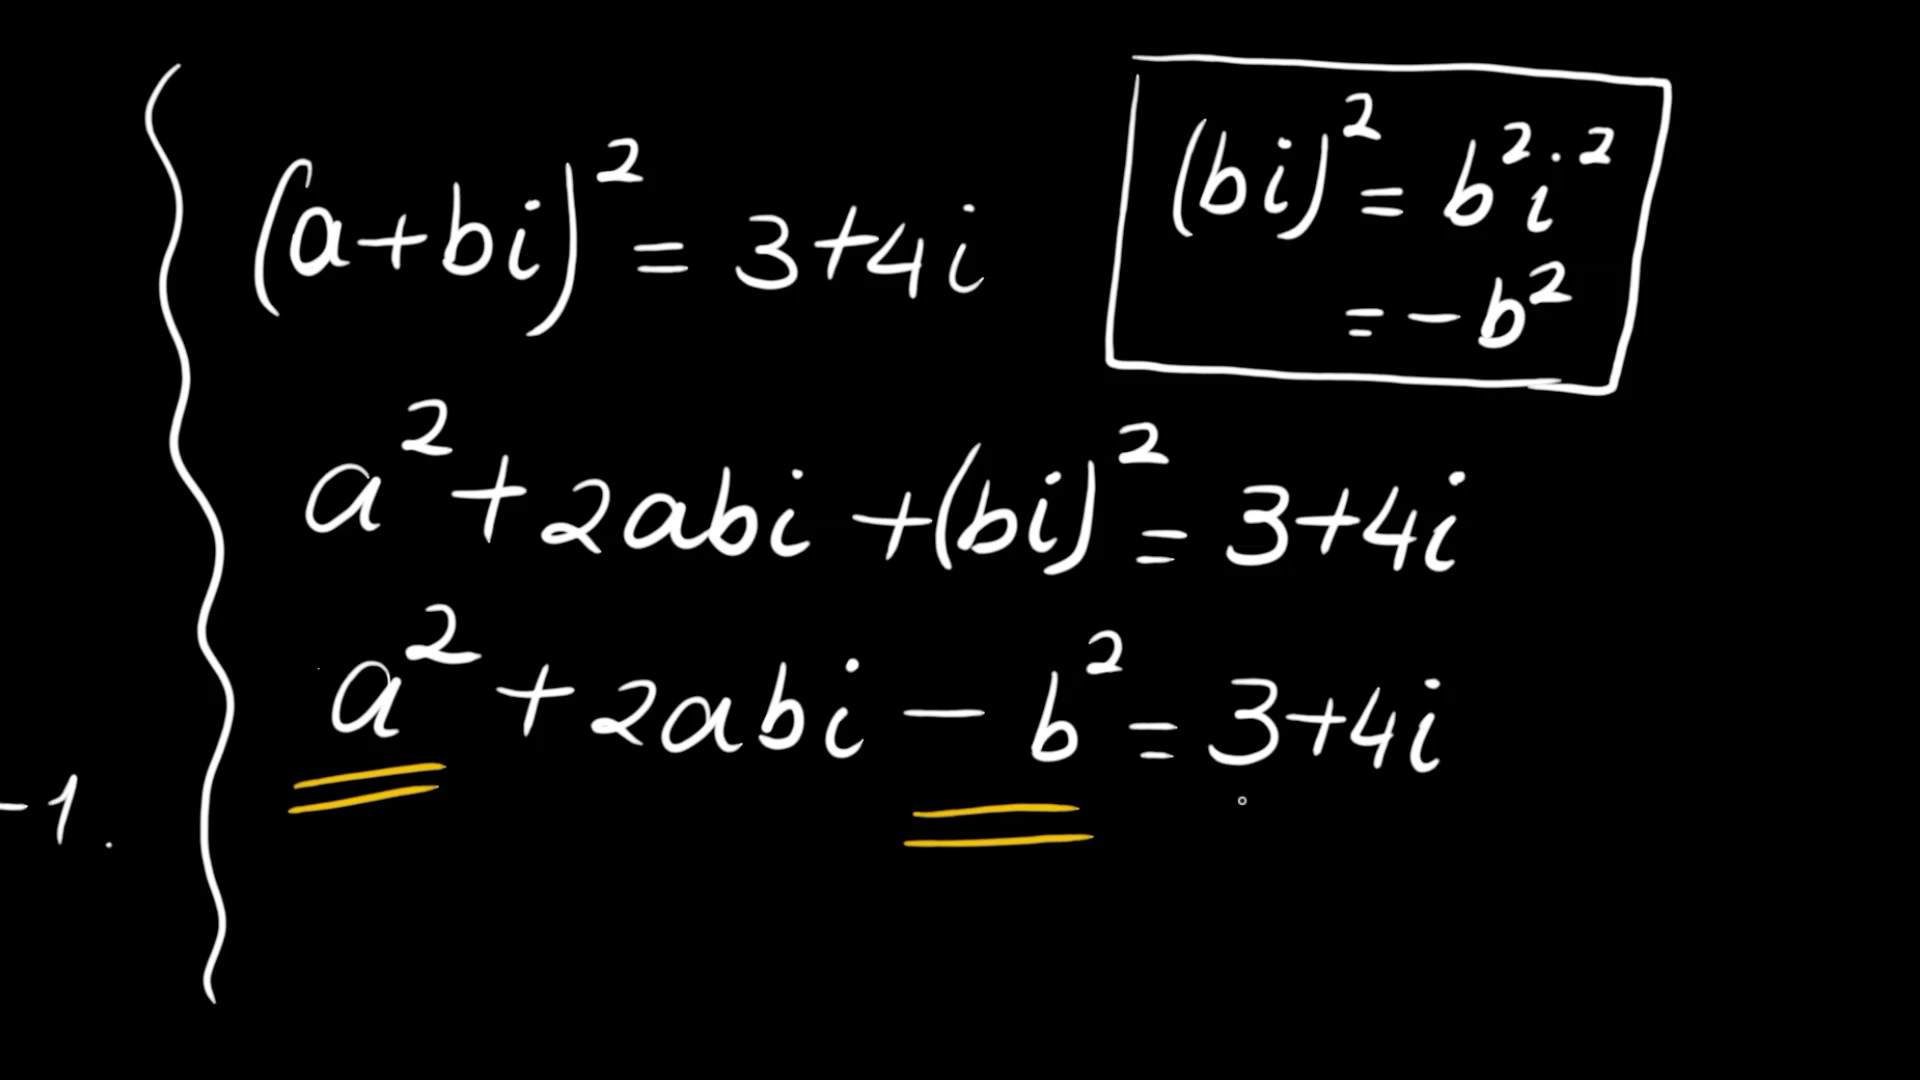 (a+bi)² = 3+4i
(bi)² = b²·i²
= -b²
a² + 2abi + (bi)² = 3+4i
a² + 2abi - b² = 3+4i
-1.